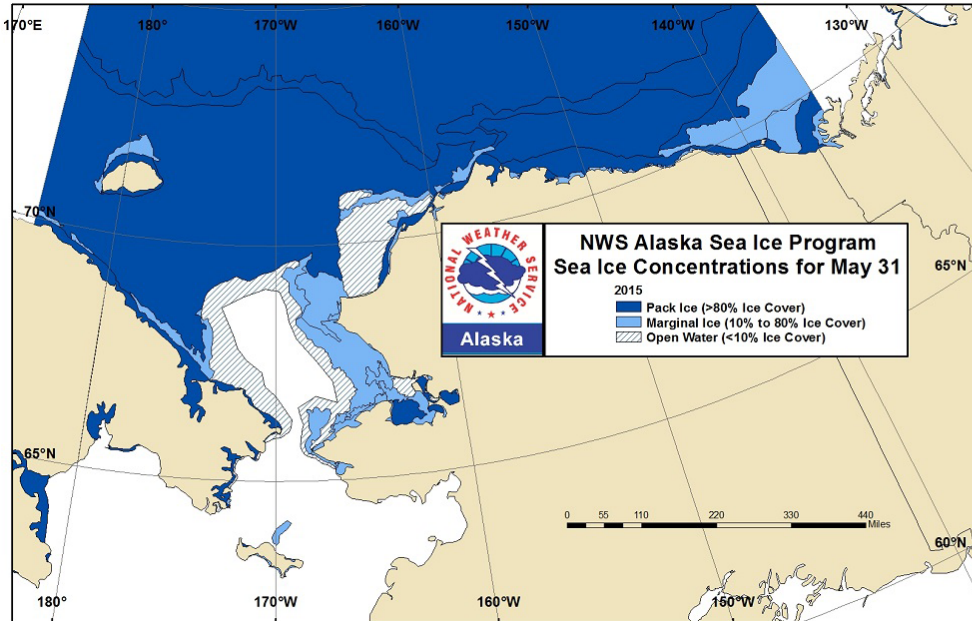 170°E
180°
170°W
160°W
150°W
140°W
130°W
70°N
NATIONAL WEATHER SERVICE
Alaska
NWS Alaska Sea Ice Program
Sea Ice Concentrations for May 31
2015
Pack Ice (>80% Ice Cover)
Marginal Ice (10% to 80% Ice Cover)
Open Water (<10% Ice Cover)
65°N
65°N
0 55 110 220 330 440
Miles
60°N
180°
170°W
160°W
150°W